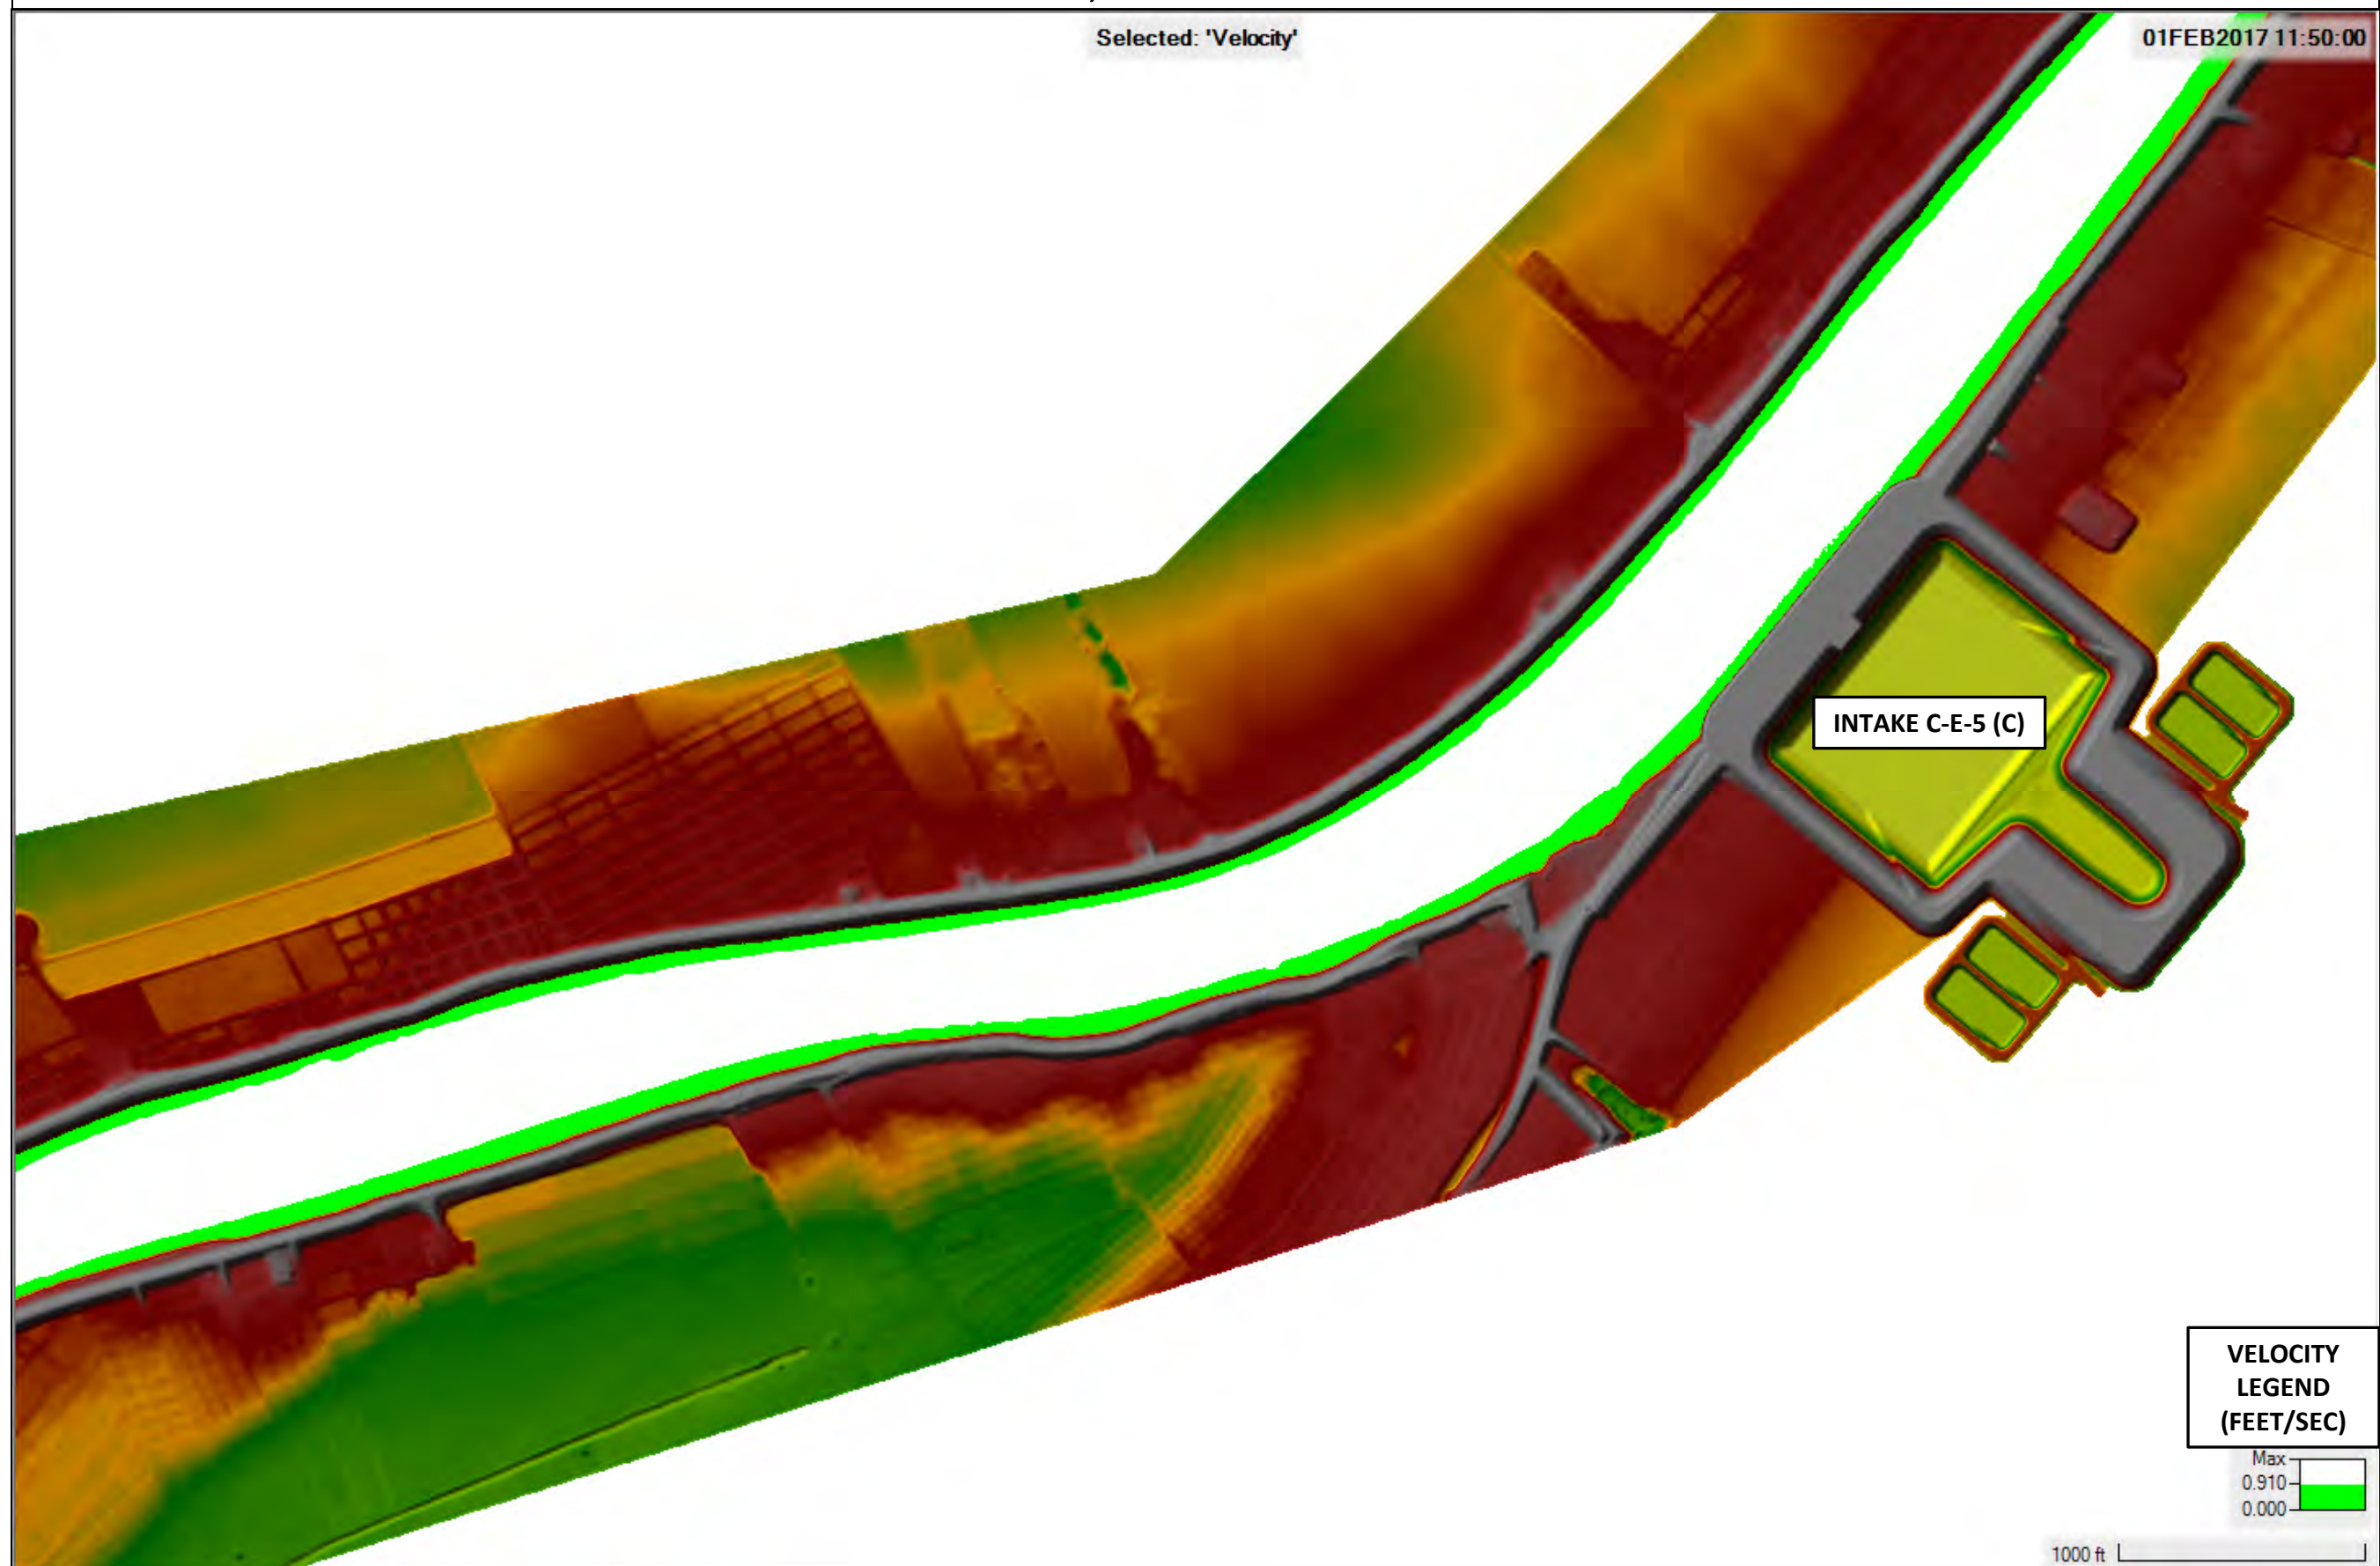 Selected: 'Velocity'
01FEB2017 11:50:00
INTAKE C-E-5 (C)
VELOCITY
LEGEND
(FEET/SEC)
Max
0.910
0.000
1000 ft